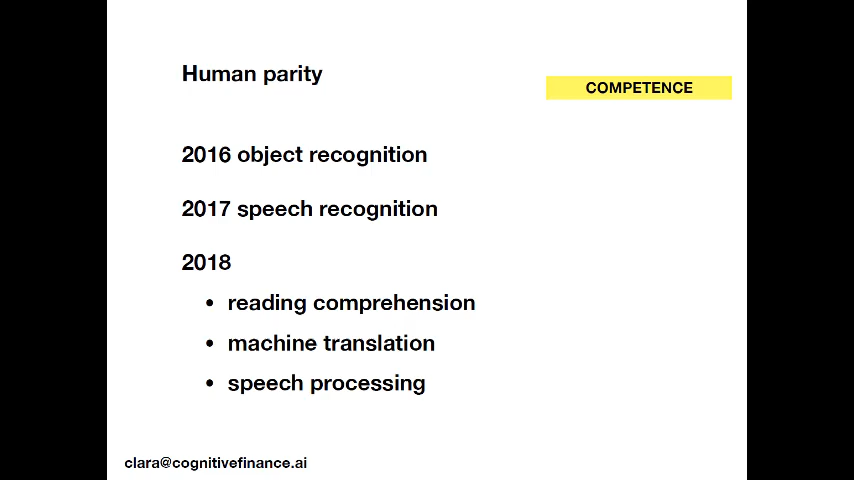 Human parity
COMPETENCE
2016 object recognition
2017 speech recognition
2018
• reading comprehension
• machine translation
• speech processing
clara@cognitivefinance.ai